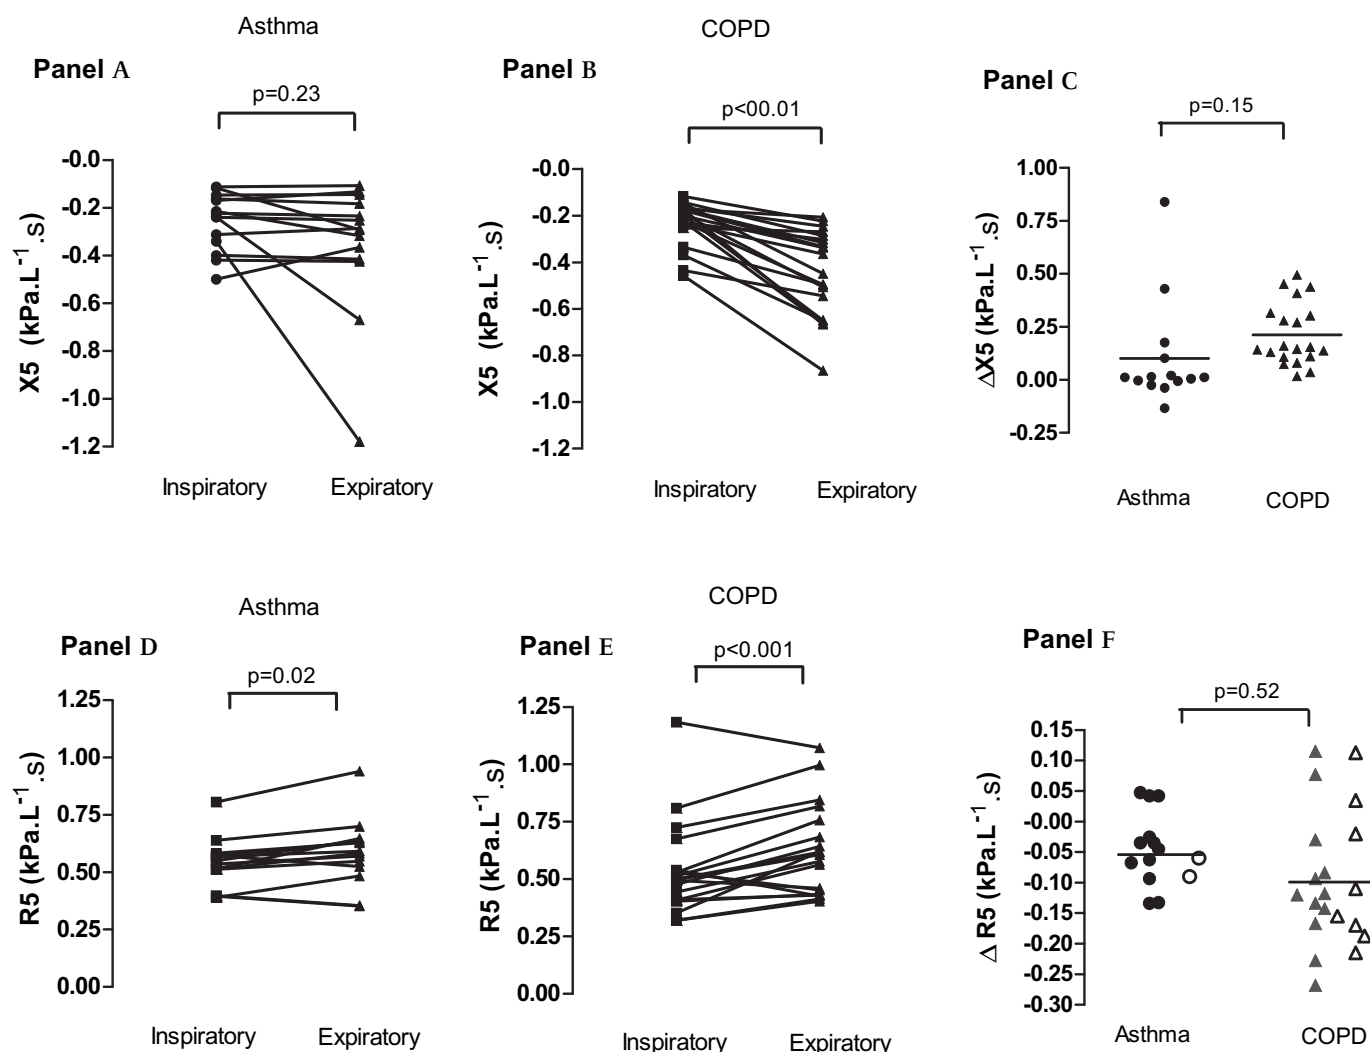 Asthma
COPD
Panel A
Panel B
Panel C
p=0.23
p<00.01
p=0.15
X5 (kPa.L-1.s)
-0.0
-0.2
-0.4
-0.6
-0.8
-1.0
-1.2
Inspiratory
Expiratory
X5 (kPa.L-1.s)
-0.0
-0.2
-0.4
-0.6
-0.8
-1.0
-1.2
Inspiratory
Expiratory
ΔX5 (kPa.L-1.s)
1.00
0.75
0.50
0.25
0.00
-0.25
Asthma
COPD
Asthma
COPD
Panel D
Panel E
Panel F
p=0.02
p<0.001
p=0.52
R5 (kPa.L-1.s)
1.25
1.00
0.75
0.50
0.25
0.00
Inspiratory
Expiratory
R5 (kPa.L-1.s)
1.25
1.00
0.75
0.50
0.25
0.00
Inspiratory
Expiratory
Δ R5 (kPa.L-1.s)
0.15
0.10
0.05
-0.00
-0.05
-0.10
-0.15
-0.20
-0.25
-0.30
Asthma
COPD